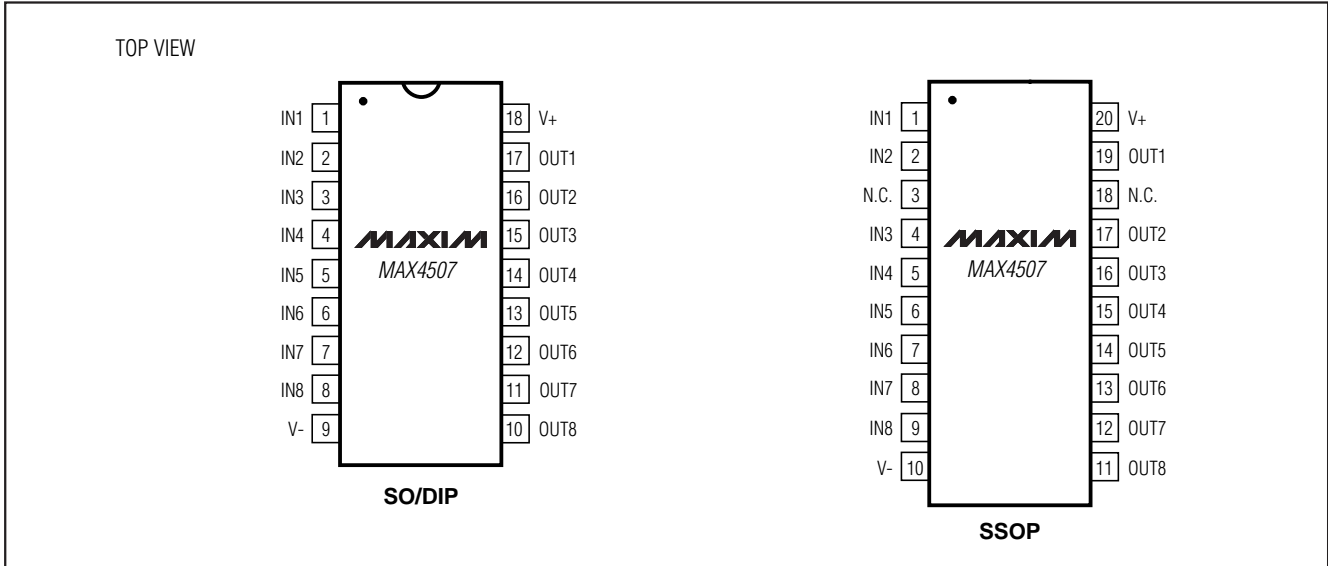 TOP VIEW
IN1 1 18 V+
IN2 2 17 OUT1
IN3 3 16 OUT2
IN4 4 15 OUT3
IN5 5 14 OUT4
IN6 6 13 OUT5
IN7 7 12 OUT6
IN8 8 11 OUT7
V- 9 10 OUT8
MAXIM
MAX4507
SO/DIP
IN1 1 20 V+
IN2 2 19 OUT1
N.C. 3 18 N.C.
IN3 4 17 OUT2
IN4 5 16 OUT3
IN5 6 15 OUT4
IN6 7 14 OUT5
IN7 8 13 OUT6
IN8 9 12 OUT7
V- 10 11 OUT8
MAXIM
MAX4507
SSOP